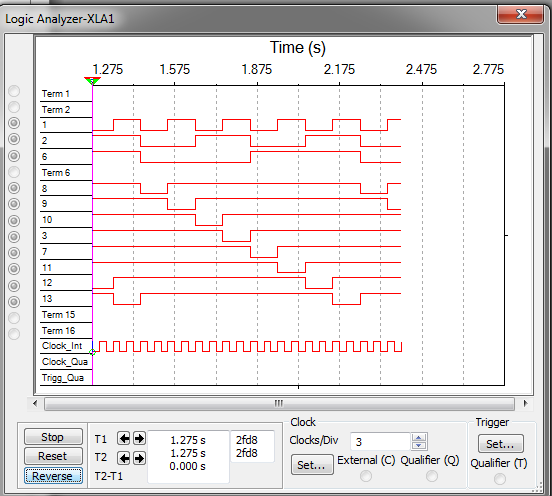 Logic Analyzer-XLA1
Time (s)
1.275 1.575 1.875 2.175 2.475 2.775
Term 1
Term 2
1
2
6
Term 6
8
9
10
3
7
11
12
13
Term 15
Term 16
Clock_Int
Clock_Qua
Trigg_Qua
Stop
Reset
Reverse
T1 1.275 s 2fd8
T2 1.275 s 2fd8
T2-T1 0.000 s
Clock
Clocks/Div 3
Set... External (C) Qualifier (Q)
Trigger
Set...
Qualifier (T)